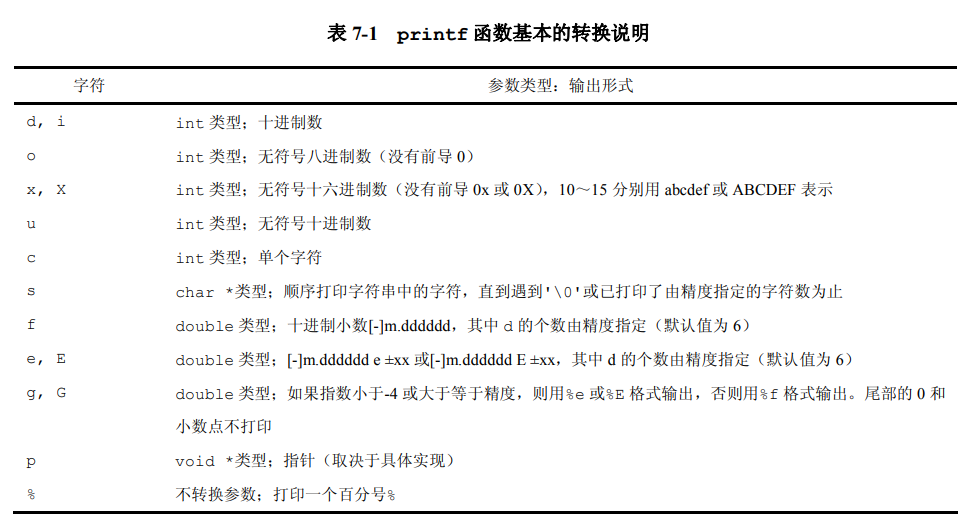 表 7-1 printf 函数基本的转换说明
字符 参数类型：输出形式
d, i int 类型；十进制数
o int 类型；无符号八进制数（没有前导 0）
x, X int 类型；无符号十六进制数（没有前导 0x 或 0X），10～15 分别用 abcdef 或 ABCDEF 表示
u int 类型；无符号十进制数
c int 类型；单个字符
s char *类型；顺序打印字符串中的字符，直到遇到'\0'或已打印了由精度指定的字符数为止
f double 类型；十进制小数[-]m.dddddd，其中 d 的个数由精度指定（默认值为 6）
e, E double 类型；[-]m.dddddd e ±xx 或[-]m.dddddd E ±xx，其中 d 的个数由精度指定（默认值为 6）
g, G double 类型；如果指数小于-4 或大于等于精度，则用%e 或%E 格式输出，否则用%f 格式输出。尾部的 0 和
小数点不打印
p void *类型；指针（取决于具体实现）
% 不转换参数；打印一个百分号%